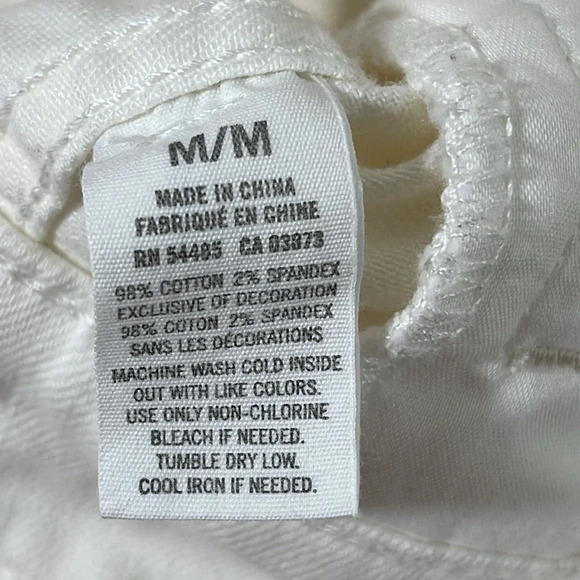 M/M
MADE IN CHINA
FABRIQUÉ EN CHINE
RN 54485 CA 03873
98% COTTON 2% SPANDEX
EXCLUSIVE OF DECORATION
98% COTON 2% SPANDEX
SANS LES DÉCORATIONS
MACHINE WASH COLD INSIDE
OUT WITH LIKE COLORS.
USE ONLY NON-CHLORINE
BLEACH IF NEEDED.
TUMBLE DRY LOW.
COOL IRON IF NEEDED.